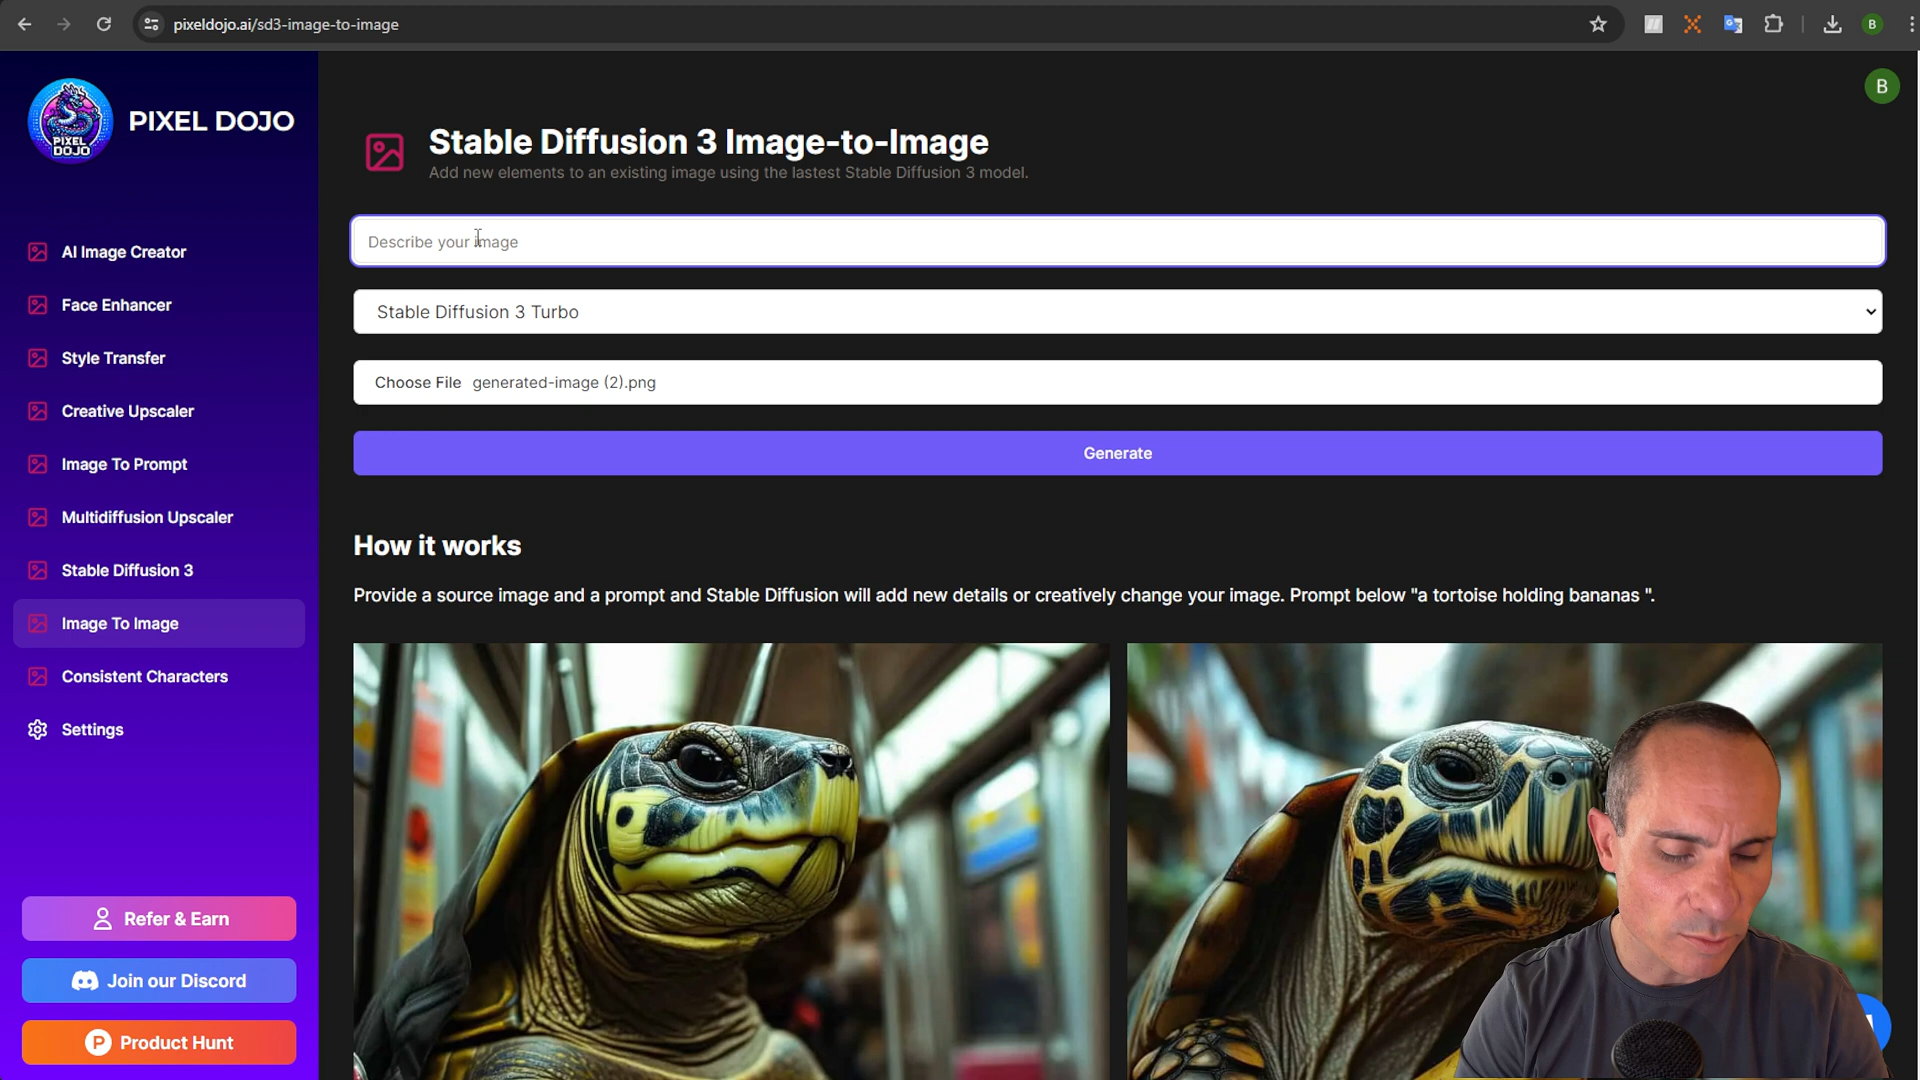 pixeldojo.ai/sd3-image-to-image
B
PIXEL DOJO
PIXEL
DOJO
B
Stable Diffusion 3 Image-to-Image
Add new elements to an existing image using the lastest Stable Diffusion 3 model.
Describe your image
Stable Diffusion 3 Turbo
Choose File generated-image (2).png
Generate
How it works
Provide a source image and a prompt and Stable Diffusion will add new details or creatively change your image. Prompt below "a tortoise holding bananas ".
AI Image Creator
Face Enhancer
Style Transfer
Creative Upscaler
Image To Prompt
Multidiffusion Upscaler
Stable Diffusion 3
Image To Image
Consistent Characters
Settings
Refer & Earn
Join our Discord
P Product Hunt